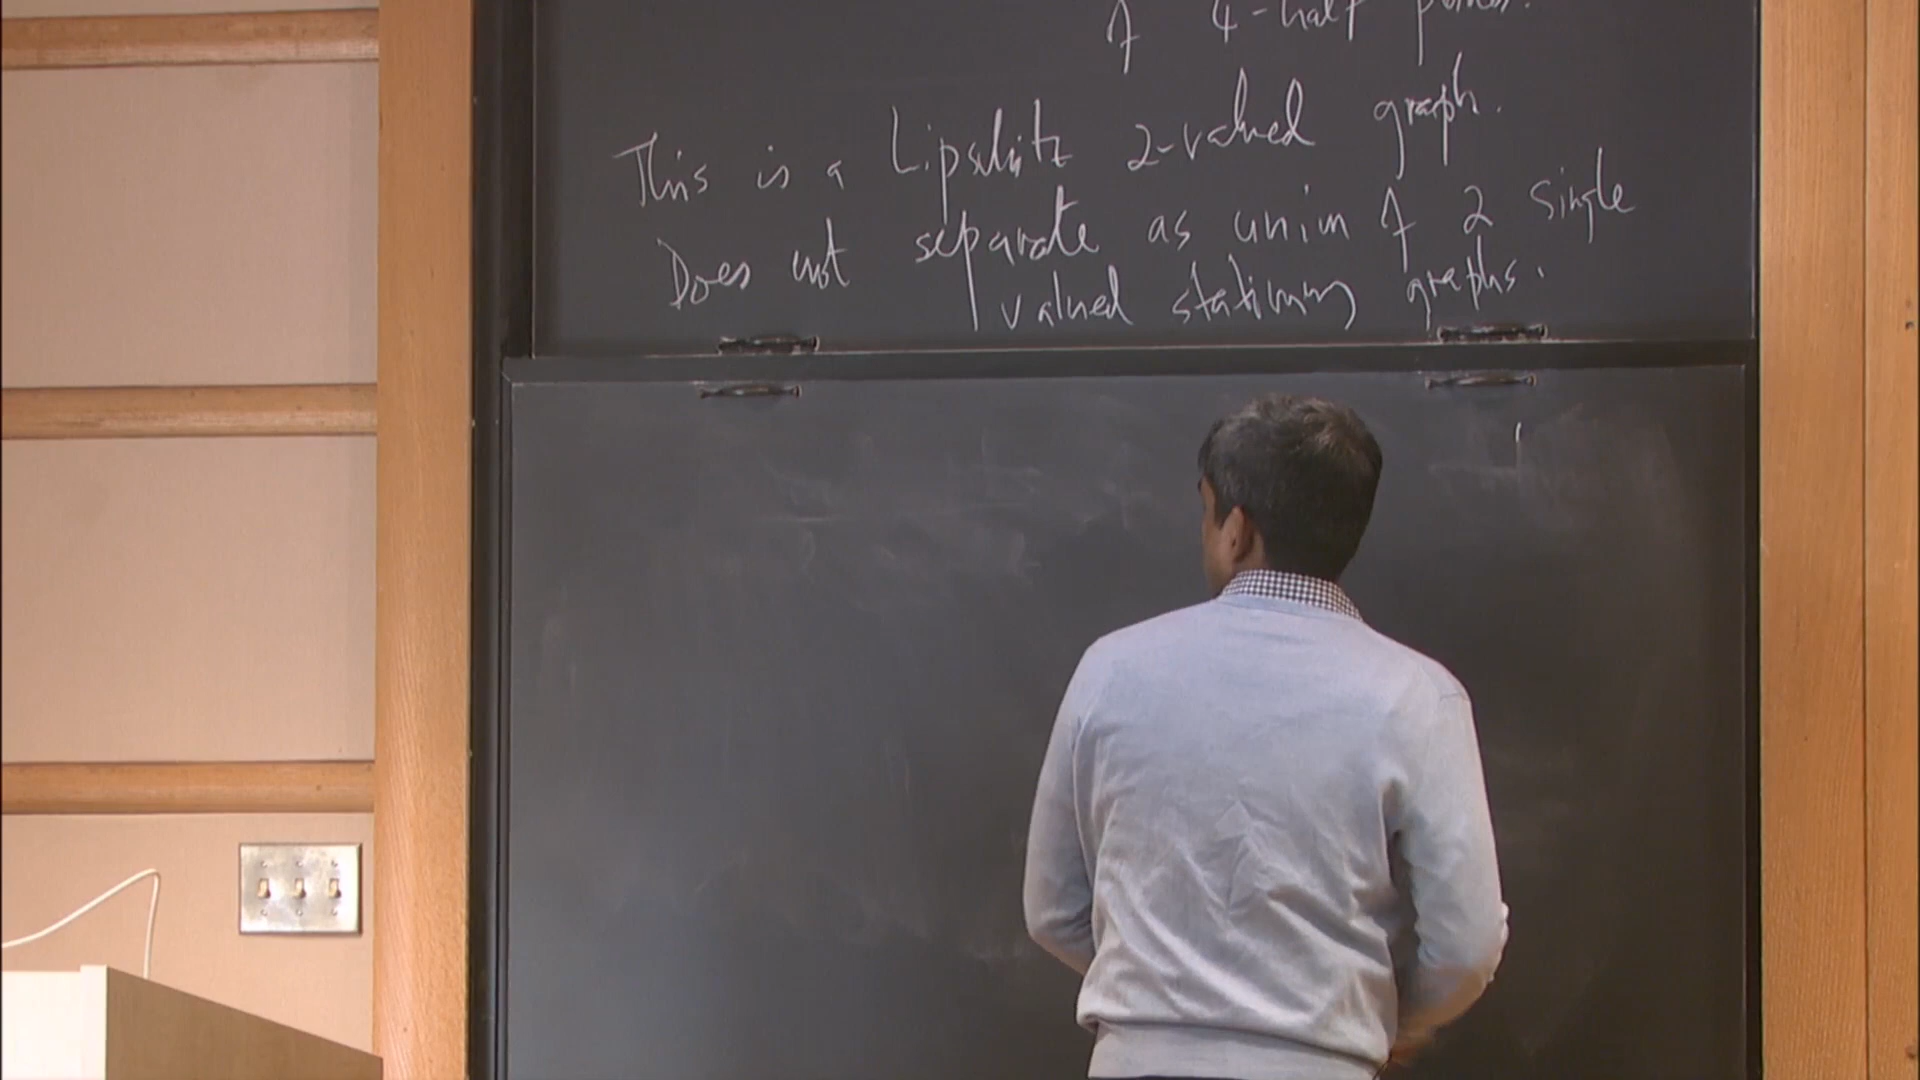 of 4-half planes.
This is a Lipschitz 2-valued graph.
Does not separate as union of 2 single
valued stationary graphs.